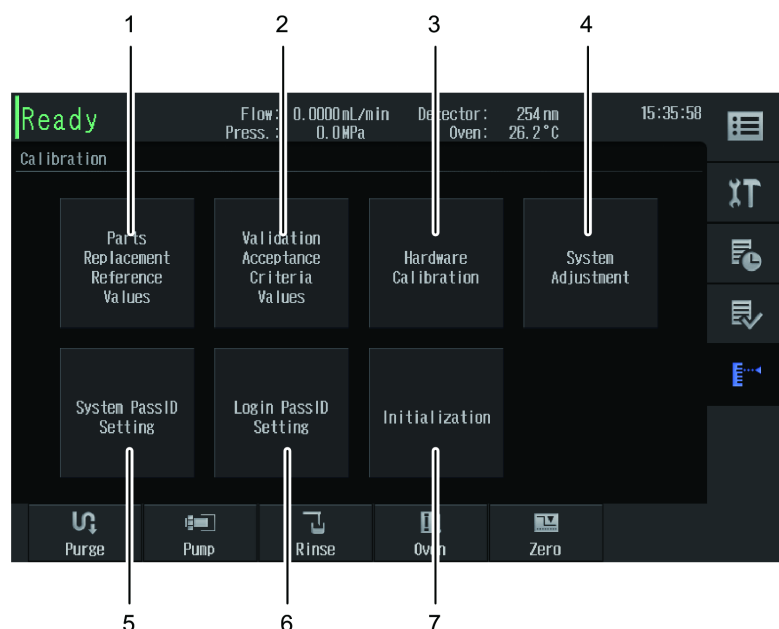 1 2 3 4
Ready
Flow: 0.0000mL/min Detector: 254 nm 15:35:58
Press.: 0.0MPa Oven: 26.2°C
Calibration
Parts
Replacement
Reference
Values
Validation
Acceptance
Criteria
Values
Hardware
Calibration
System
Adjustment
System PassID
Setting
Login PassID
Setting
Initialization
Purge Pump Rinse Oven Zero
5 6 7